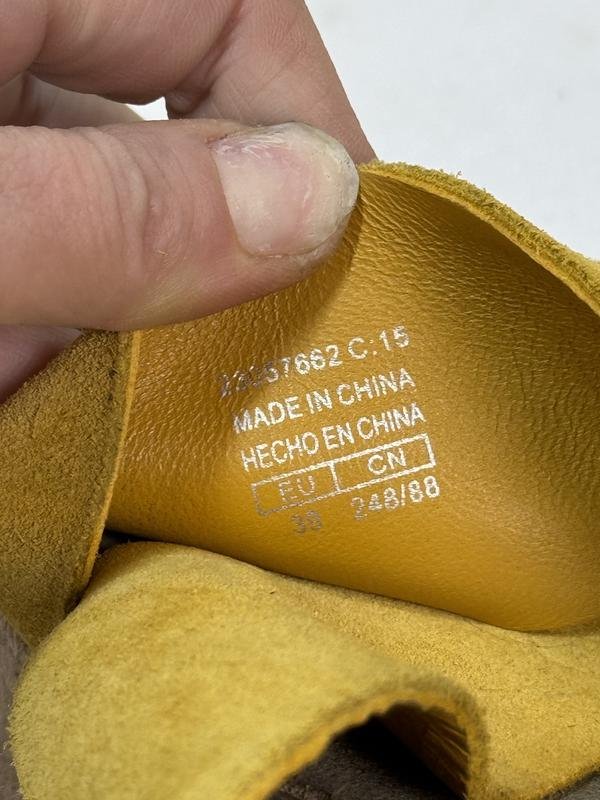 C:15
MADE IN CHINA
HECHO EN CHINA
EU CN
248/88